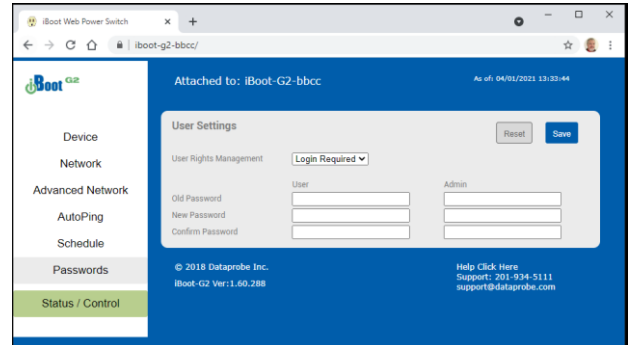 iBoot Web Power Switch
iboot-g2-bbcc/
iBoot G2
Attached to: iBoot-G2-bbcc
As of: 04/01/2021 13:33:44
Device
Network
Advanced Network
AutoPing
Schedule
Passwords
Status / Control
User Settings
Reset
Save
User Rights Management
Login Required
User
Admin
Old Password
New Password
Confirm Password
© 2018 Dataprobe Inc.
iBoot-G2 Ver:1.60.288
Help Click Here
Support: 201-934-5111
support@dataprobe.com